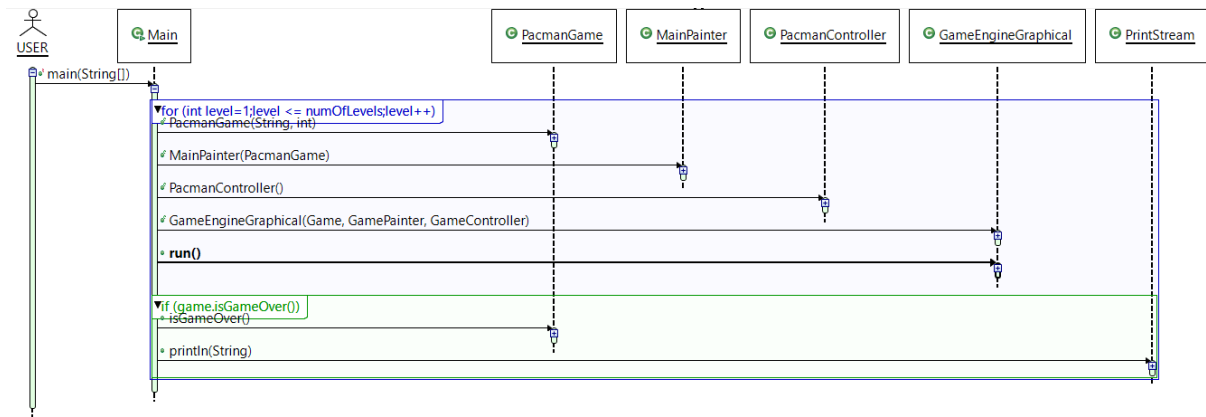 USER
Main
PacmanGame
MainPainter
PacmanController
GameEngineGraphical
PrintStream
main(String[])
for (int level=1;level <= numOfLevels;level++)
PacmanGame(String, int)
MainPainter(PacmanGame)
PacmanController()
GameEngineGraphical(Game, GamePainter, GameController)
run()
if (game.isGameOver())
isGameOver()
println(String)